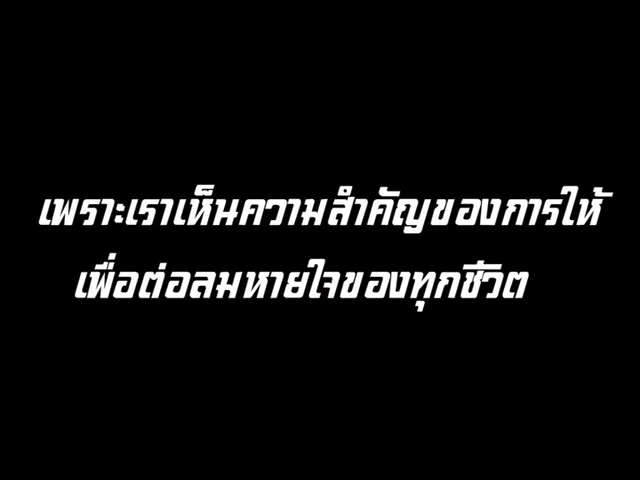 เพราะเราเห็นความสำคัญของการให้
เพื่อต่อลมหายใจของทุกชีวิต